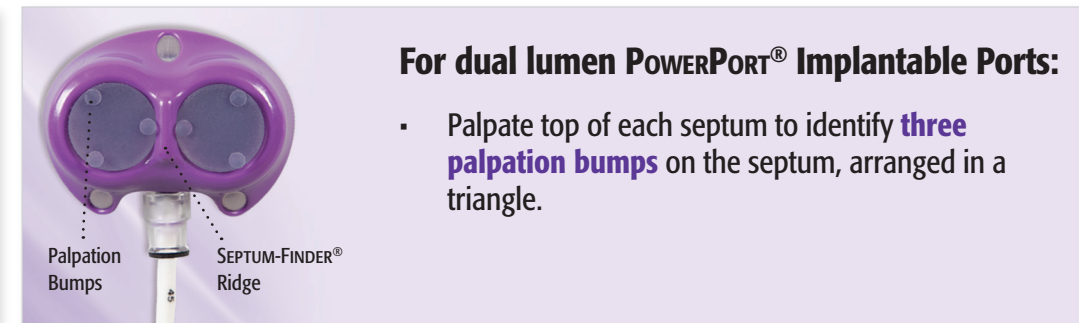 For dual lumen POWERPORT® Implantable Ports:
▪ Palpate top of each septum to identify three
palpation bumps on the septum, arranged in a
triangle.
Palpation
Bumps
SEPTUM-FINDER®
Ridge
45